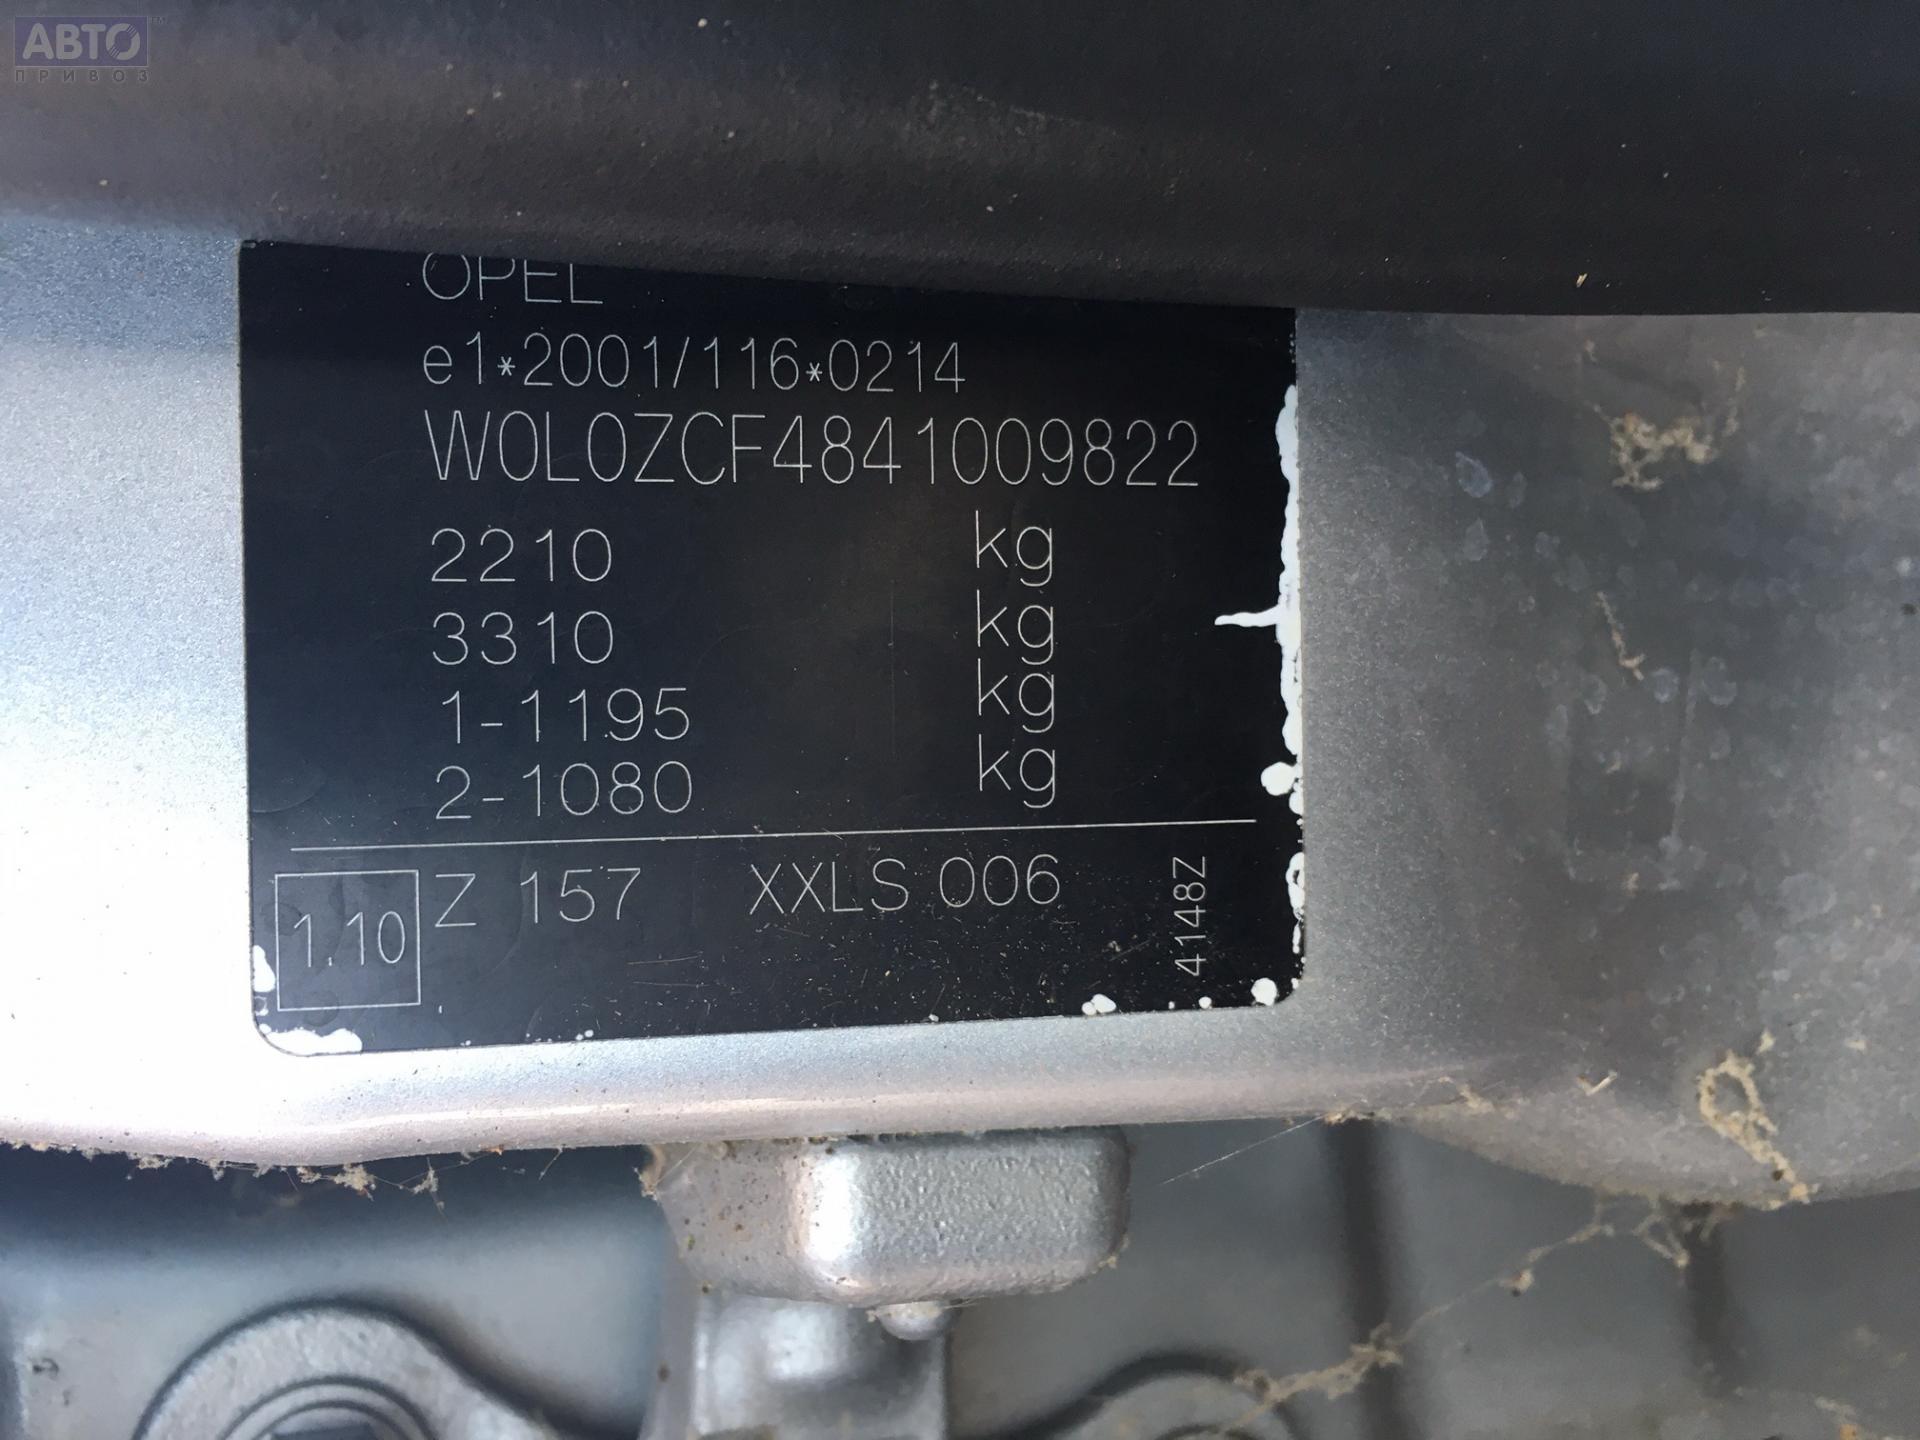 АВТО™
ПРИВОЗ
OPEL
e1*2001/116*0214
W0L0ZCF4841009822
2210 kg
3310 kg
1-1195 kg
2-1080 kg
1.10 Z 157 XXLS 006 4148Z